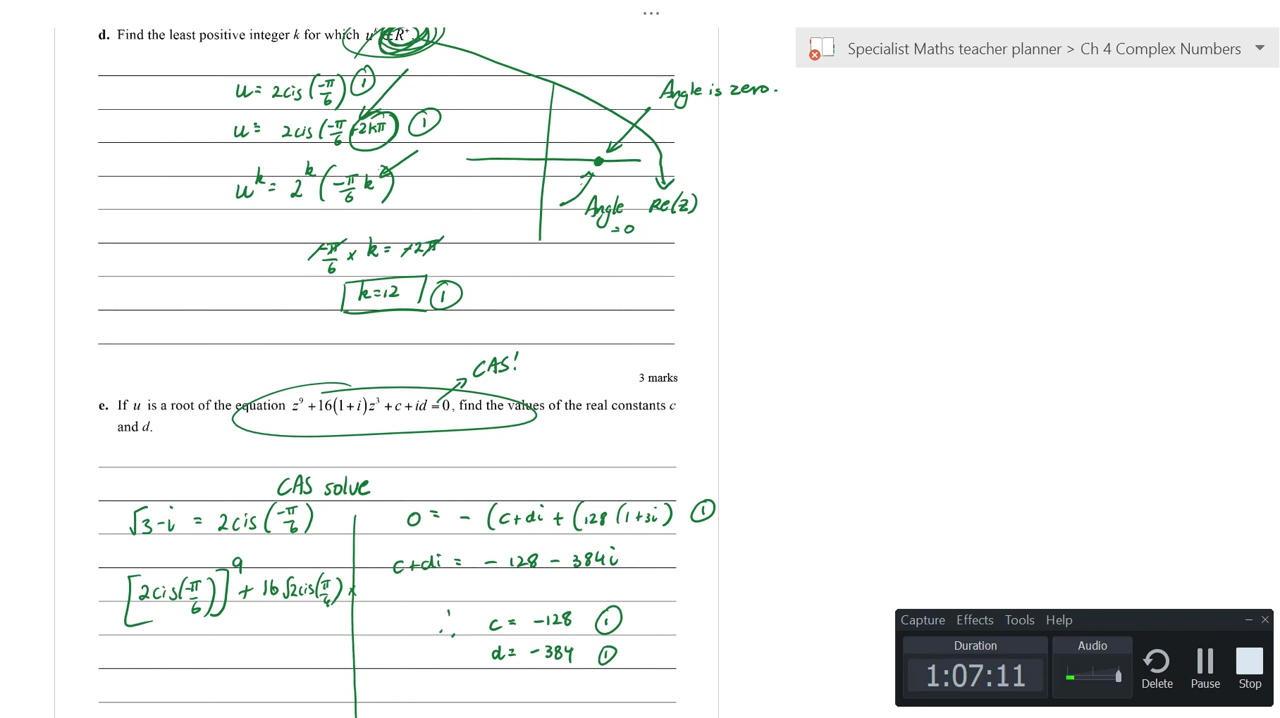 Specialist Maths teacher planner > Ch 4 Complex Numbers
d. Find the least positive integer k for which u
R⁺
u = 2cis(-π/6) ①
u = 2cis(-π/6 + 2kπ) ①
uᵏ = 2ᵏ(-π/6 k)
-π/6 × k = -2π
k=12 ①
Angle is zero.
Angle = 0
Re(z)
3 marks
CAS!
e. If u is a root of the equation z⁹ + 16(1+i)z³ + c + id = 0, find the values of the real constants c
and d.
CAS solve
√3 - i = 2cis(-π/6)
[2cis(-π/6)]⁹ + 16√2cis(π/4) ×
0 = -(c+di + (128(1+3i) ①
c+di = -128 - 384i
∴ c = -128 ①
d = -384 ①
Capture Effects Tools Help
Duration
1:07:11
Audio
Delete
Pause
Stop